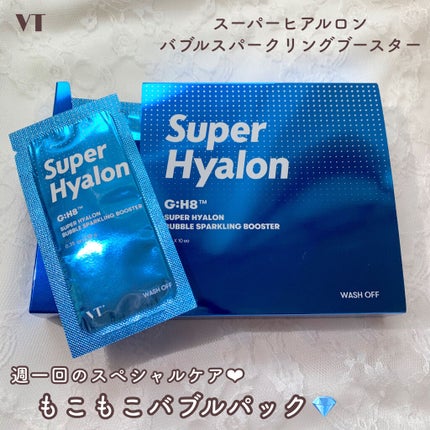 VT
スーパーヒアルロン
バブルスパークリングブースター
Super
Hyalon
G:H8™
SUPER HYALON
BUBBLE SPARKLING BOOSTER
WASH OFF
VT
Super
Hyalon
G:H8™
SUPER HYALON
BUBBLE SPARKLING BOOSTER
X 10
WASH OFF
週一回のスペシャルケア❤
もこもこバブルパック💎